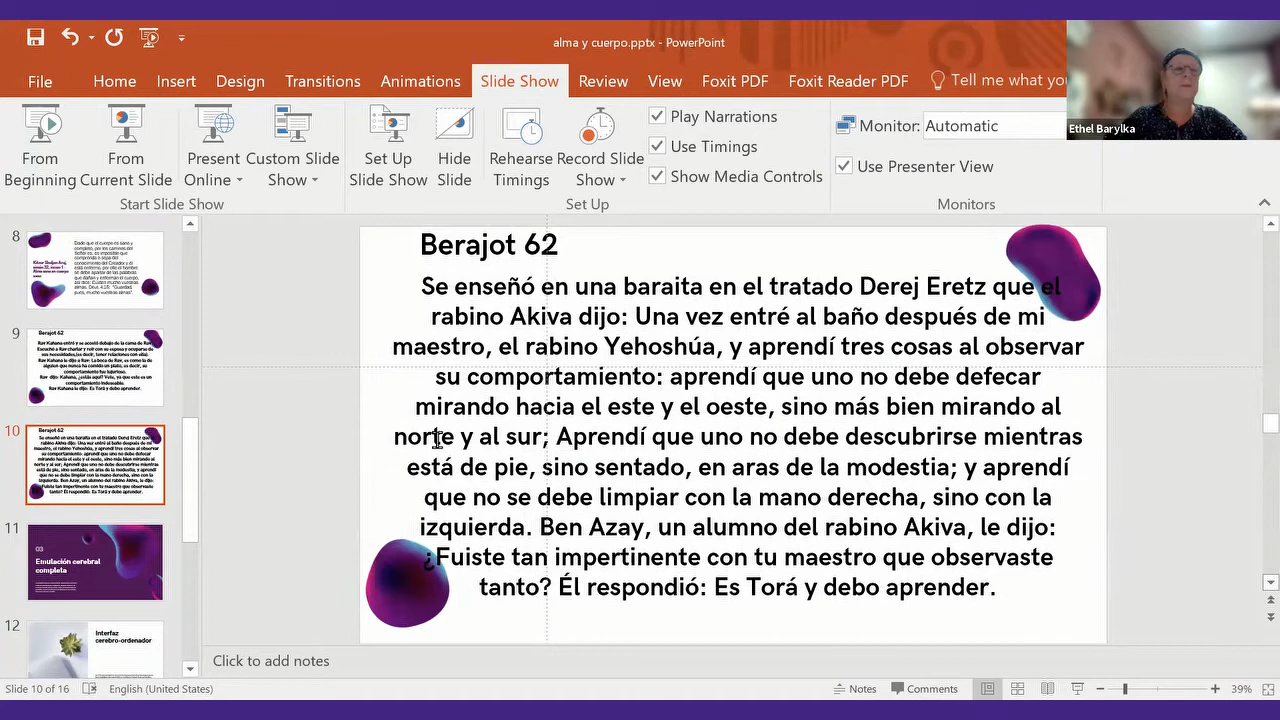 alma y cuerpo.pptx - PowerPoint
File
Home
Insert
Design
Transitions
Animations
Slide Show
Review
View
Foxit PDF
Foxit Reader PDF
Tell me what you
Ethel Barylka
From
Beginning
From
Current Slide
Present
Online
Custom Slide
Show
Start Slide Show
Set Up
Slide Show
Hide
Slide
Rehearse
Timings
Record Slide
Show
Play Narrations
Use Timings
Show Media Controls
Set Up
Monitor: Automatic
Use Presenter View
Monitors
8
9
Berajot 62
10
Berajot 62
11
03
Emulación cerebral
completa
12
Interfaz
cerebro-ordenador
Berajot 62
Se enseñó en una baraita en el tratado Derej Eretz que el
rabino Akiva dijo: Una vez entré al baño después de mi
maestro, el rabino Yehoshúa, y aprendí tres cosas al observar
su comportamiento: aprendí que uno no debe defecar
mirando hacia el este y el oeste, sino más bien mirando al
norte y al sur; Aprendí que uno no debe descubrirse mientras
está de pie, sino sentado, en aras de la modestia; y aprendí
que no se debe limpiar con la mano derecha, sino con la
izquierda. Ben Azay, un alumno del rabino Akiva, le dijo:
¿Fuiste tan impertinente con tu maestro que observaste
tanto? Él respondió: Es Torá y debo aprender.
Click to add notes
Slide 10 of 16
English (United States)
Notes
Comments
39%